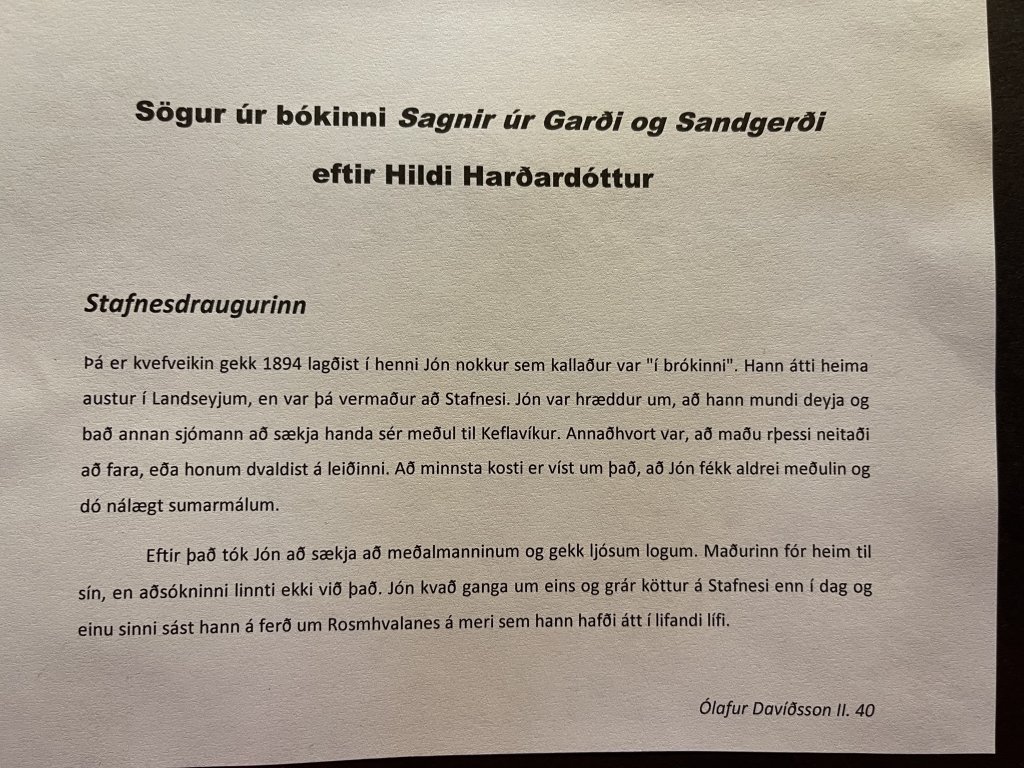 Sögur úr bókinni Sagnir úr Garði og Sandgerði
eftir Hildi Harðardóttur
Stafnesdraugurinn
Þá er kvefveikin gekk 1894 lagðist í henni Jón nokkur sem kallaður var "í brókinni". Hann átti heima
austur í Landseyjum, en var þá vermaður að Stafnesi. Jón var hræddur um, að hann mundi deyja og
bað annan sjómann að sækja handa sér meðul til Keflavíkur. Annaðhvort var, að maðu rþessi neitaði
að fara, eða honum dvaldist á leiðinni. Að minnsta kosti er víst um það, að Jón fékk aldrei meðulin og
dó nálægt sumarmálum.
Eftir það tók Jón að sækja að meðalmanninum og gekk ljósum logum. Maðurinn fór heim til
sín, en aðsókninni linnti ekki við það. Jón kvað ganga um eins og grár köttur á Stafnesi enn í dag og
einu sinni sást hann á ferð um Rosmhvalanes á meri sem hann hafði átt í lifandi lífi.
Ólafur Davíðsson II. 40